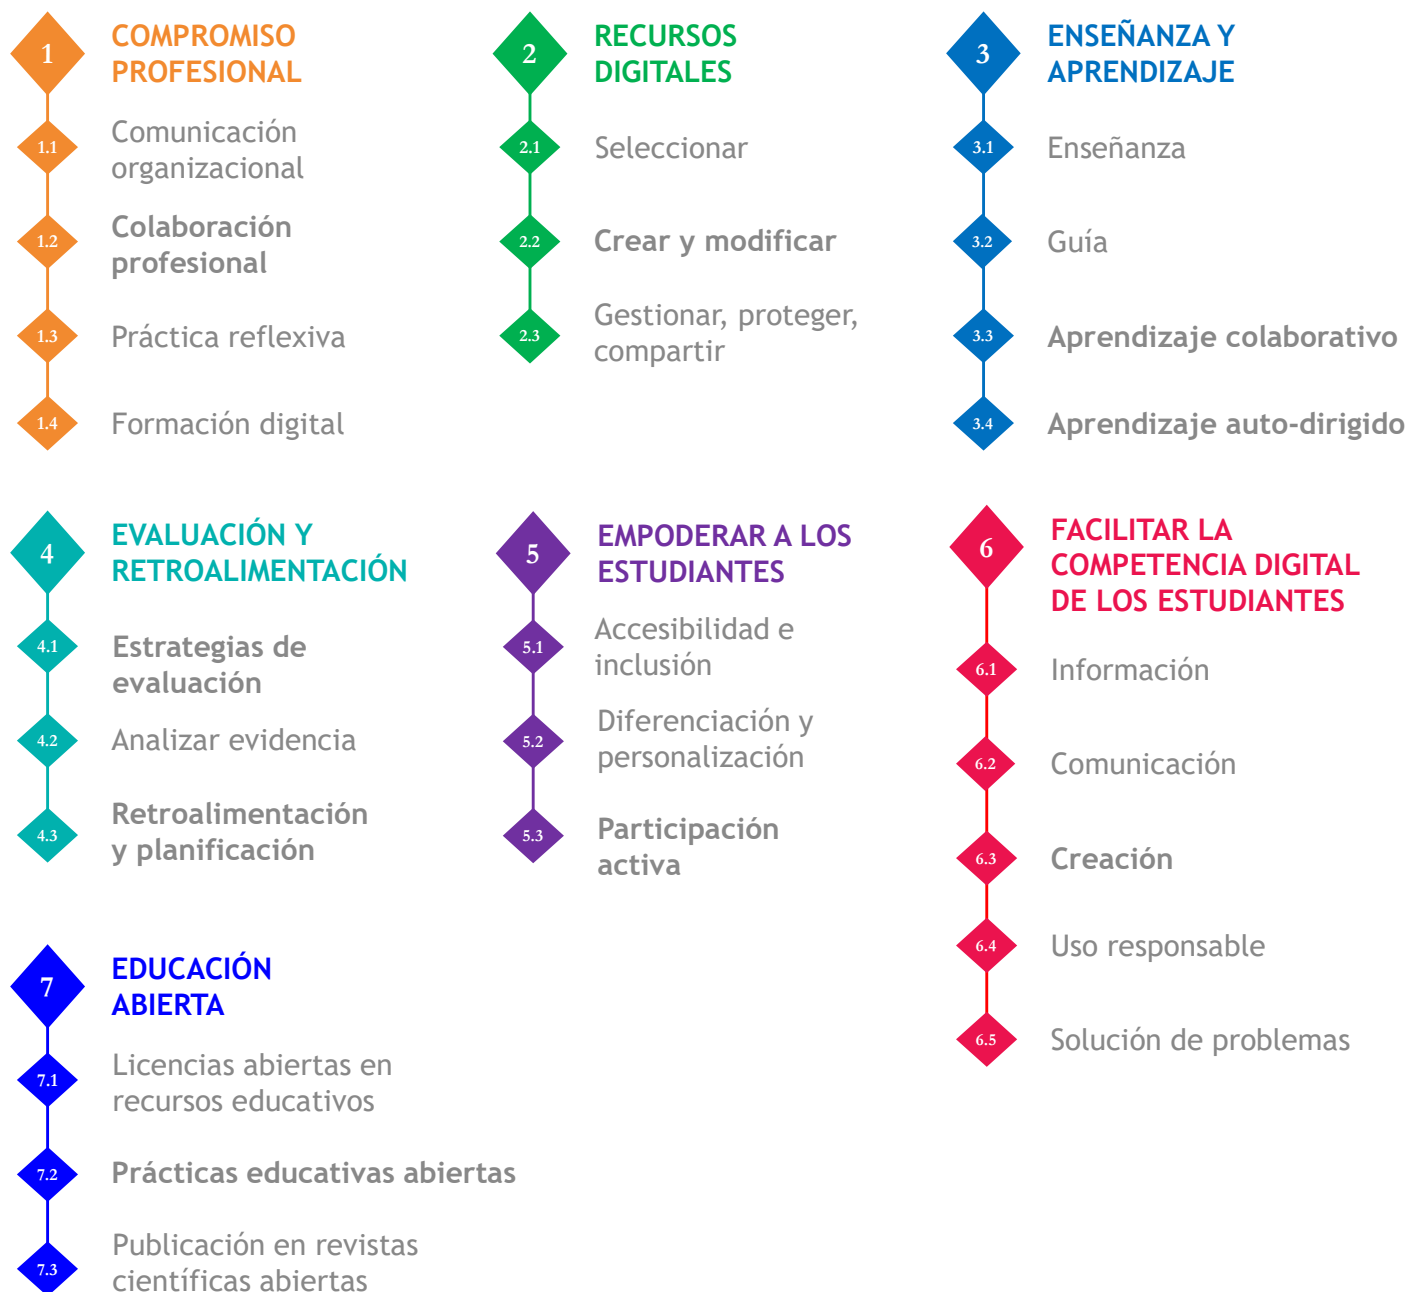 1
COMPROMISO
PROFESIONAL
1.1
Comunicación
organizacional
1.2
Colaboración
profesional
1.3
Práctica reflexiva
1.4
Formación digital
2
RECURSOS
DIGITALES
2.1
Seleccionar
2.2
Crear y modificar
2.3
Gestionar, proteger,
compartir
3
ENSEÑANZA Y
APRENDIZAJE
3.1
Enseñanza
3.2
Guía
3.3
Aprendizaje colaborativo
3.4
Aprendizaje auto-dirigido
4
EVALUACIÓN Y
RETROALIMENTACIÓN
4.1
Estrategias de
evaluación
4.2
Analizar evidencia
4.3
Retroalimentación
y planificación
5
EMPODERAR A LOS
ESTUDIANTES
5.1
Accesibilidad e
inclusión
5.2
Diferenciación y
personalización
5.3
Participación
activa
6
FACILITAR LA
COMPETENCIA DIGITAL
DE LOS ESTUDIANTES
6.1
Información
6.2
Comunicación
6.3
Creación
6.4
Uso responsable
6.5
Solución de problemas
7
EDUCACIÓN
ABIERTA
7.1
Licencias abiertas en
recursos educativos
7.2
Prácticas educativas abiertas
7.3
Publicación en revistas
científicas abiertas